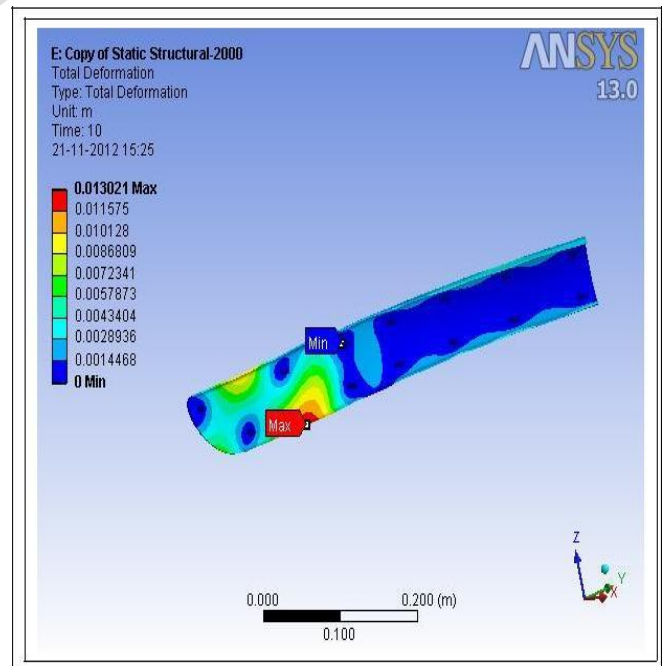 E: Copy of Static Structural-2000
Total Deformation
Type: Total Deformation
Unit: m
Time: 10
21-11-2012 15:25
ANSYS
13.0
0.013021 Max
0.011575
0.010128
0.0086809
0.0072341
0.0057873
0.0043404
0.0028936
0.0014468
0 Min
Min
Max
Z
Y
X
0.000
0.200 (m)
0.100